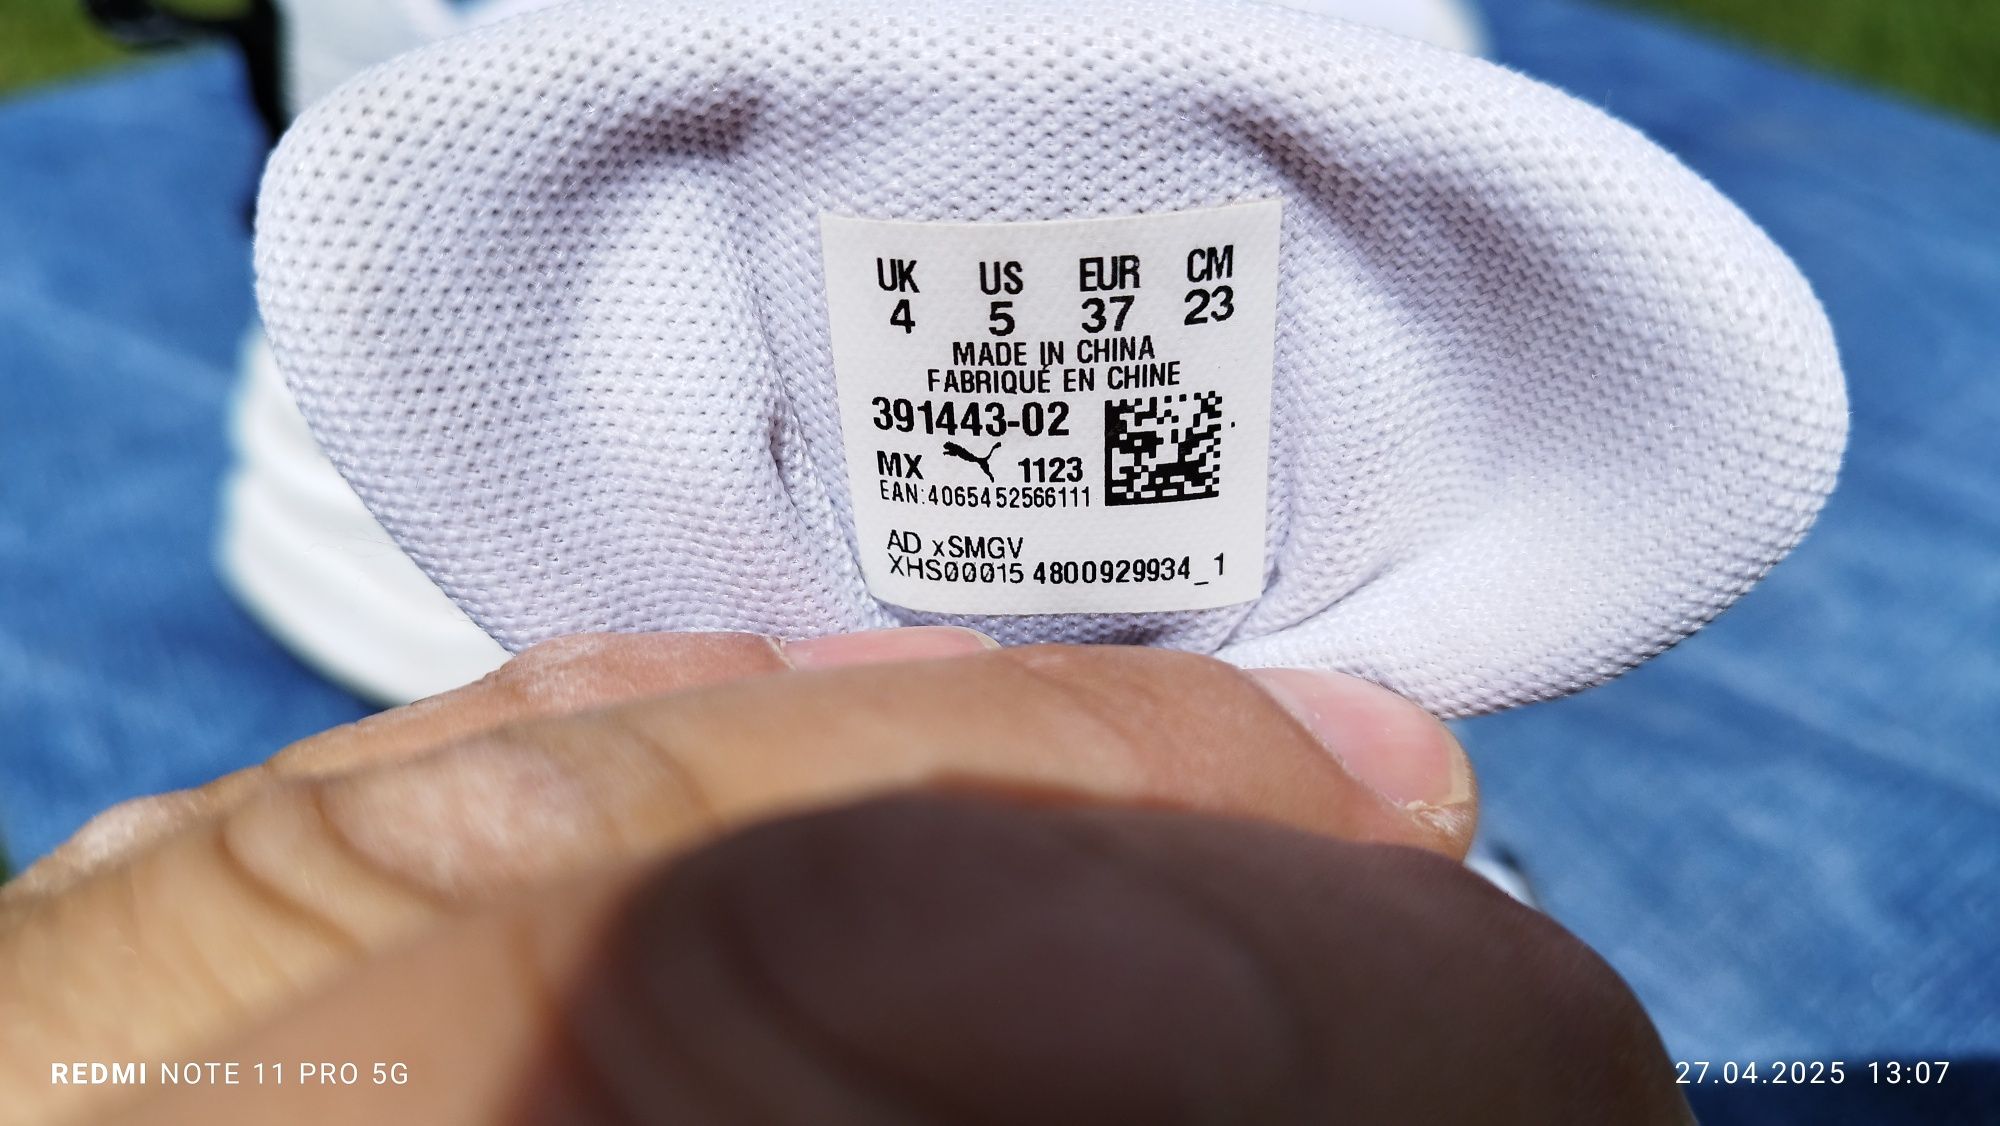 UK US EUR CM
4 5 37 23
MADE IN CHINA
FABRIQUÉ EN CHINE
391443-02
MX 1123
EAN:4065452566111
AD xSMGV
XHS00015 4800929934_1
REDMI NOTE 11 PRO 5G
27.04.2025 13:07